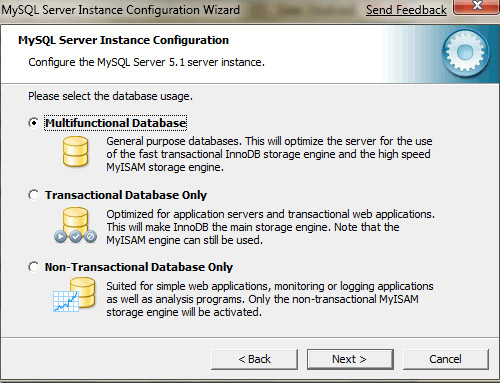 MySQL Server Instance Configuration Wizard Send Feedback X
MySQL Server Instance Configuration
Configure the MySQL Server 5.1 server instance.
Please select the database usage.
Multifunctional Database
General purpose databases. This will optimize the server for the use
of the fast transactional InnoDB storage engine and the high speed
MyISAM storage engine.
Transactional Database Only
Optimized for application servers and transactional web applications.
This will make InnoDB the main storage engine. Note that the
MyISAM engine can still be used.
Non-Transactional Database Only
Suited for simple web applications, monitoring or logging applications
as well as analysis programs. Only the non-transactional MyISAM
storage engine will be activated.
< Back Next > Cancel